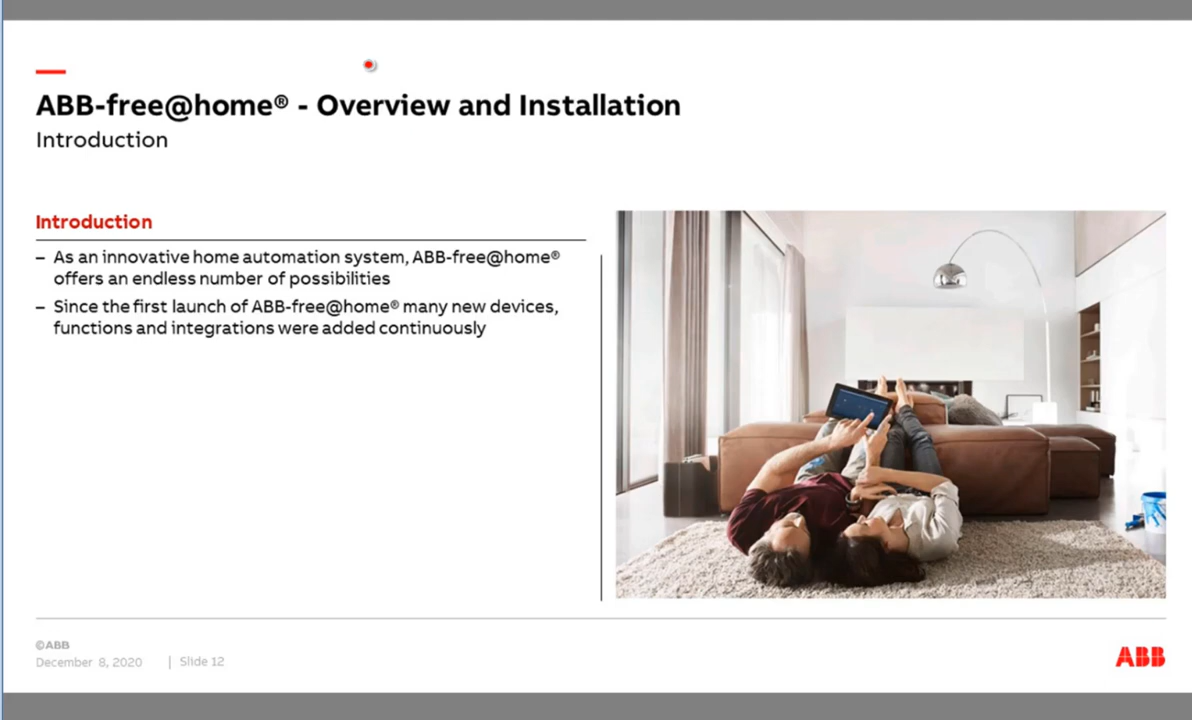 ABB-free@home® - Overview and Installation
Introduction
Introduction
– As an innovative home automation system, ABB-free@home®
offers an endless number of possibilities
– Since the first launch of ABB-free@home® many new devices,
functions and integrations were added continuously
©ABB
December 8, 2020 | Slide 12
ABB